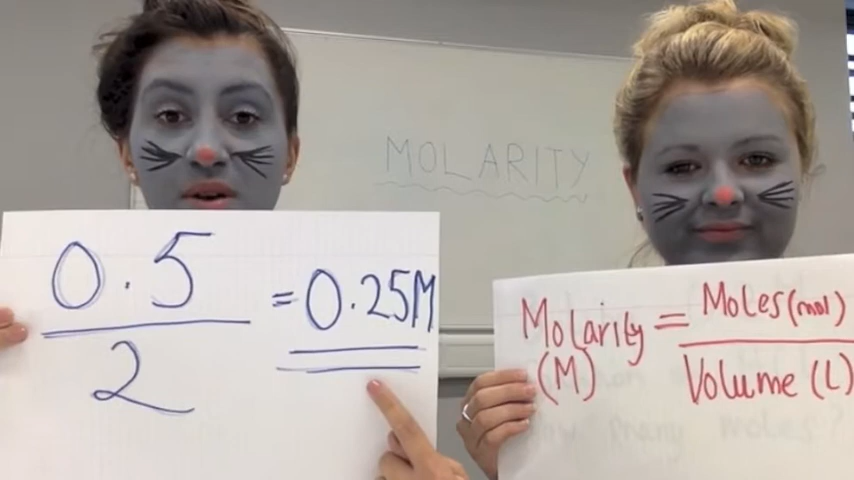 MOLARITY
0.5
= 0.25M
2
Moles (mol)
Molarity =
(M)
Volume (L)